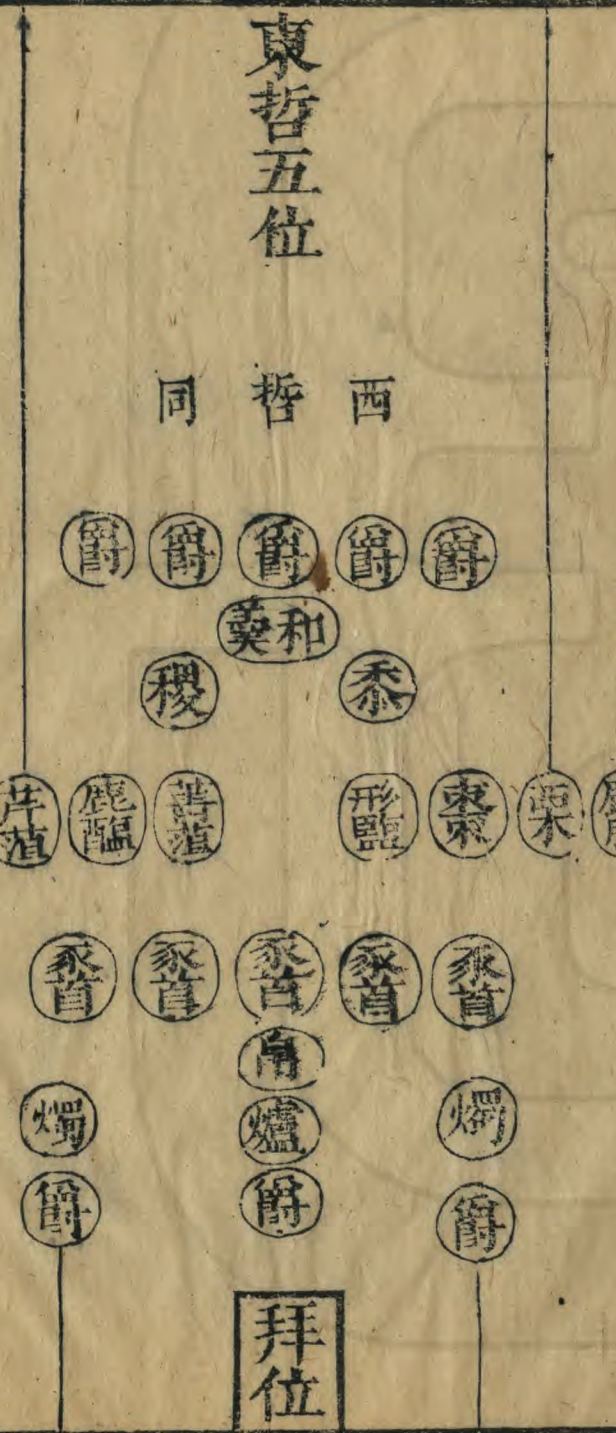 東哲五位
西哲同
爵 爵 爵 爵 爵
和羹
黍 稷
栗 棗 形鹽 菁菹 鹿醢 芹菹
豕首 豕首 豕首 豕首 豕首
帛
燭 爐 燭
爵 爵 爵
拜位